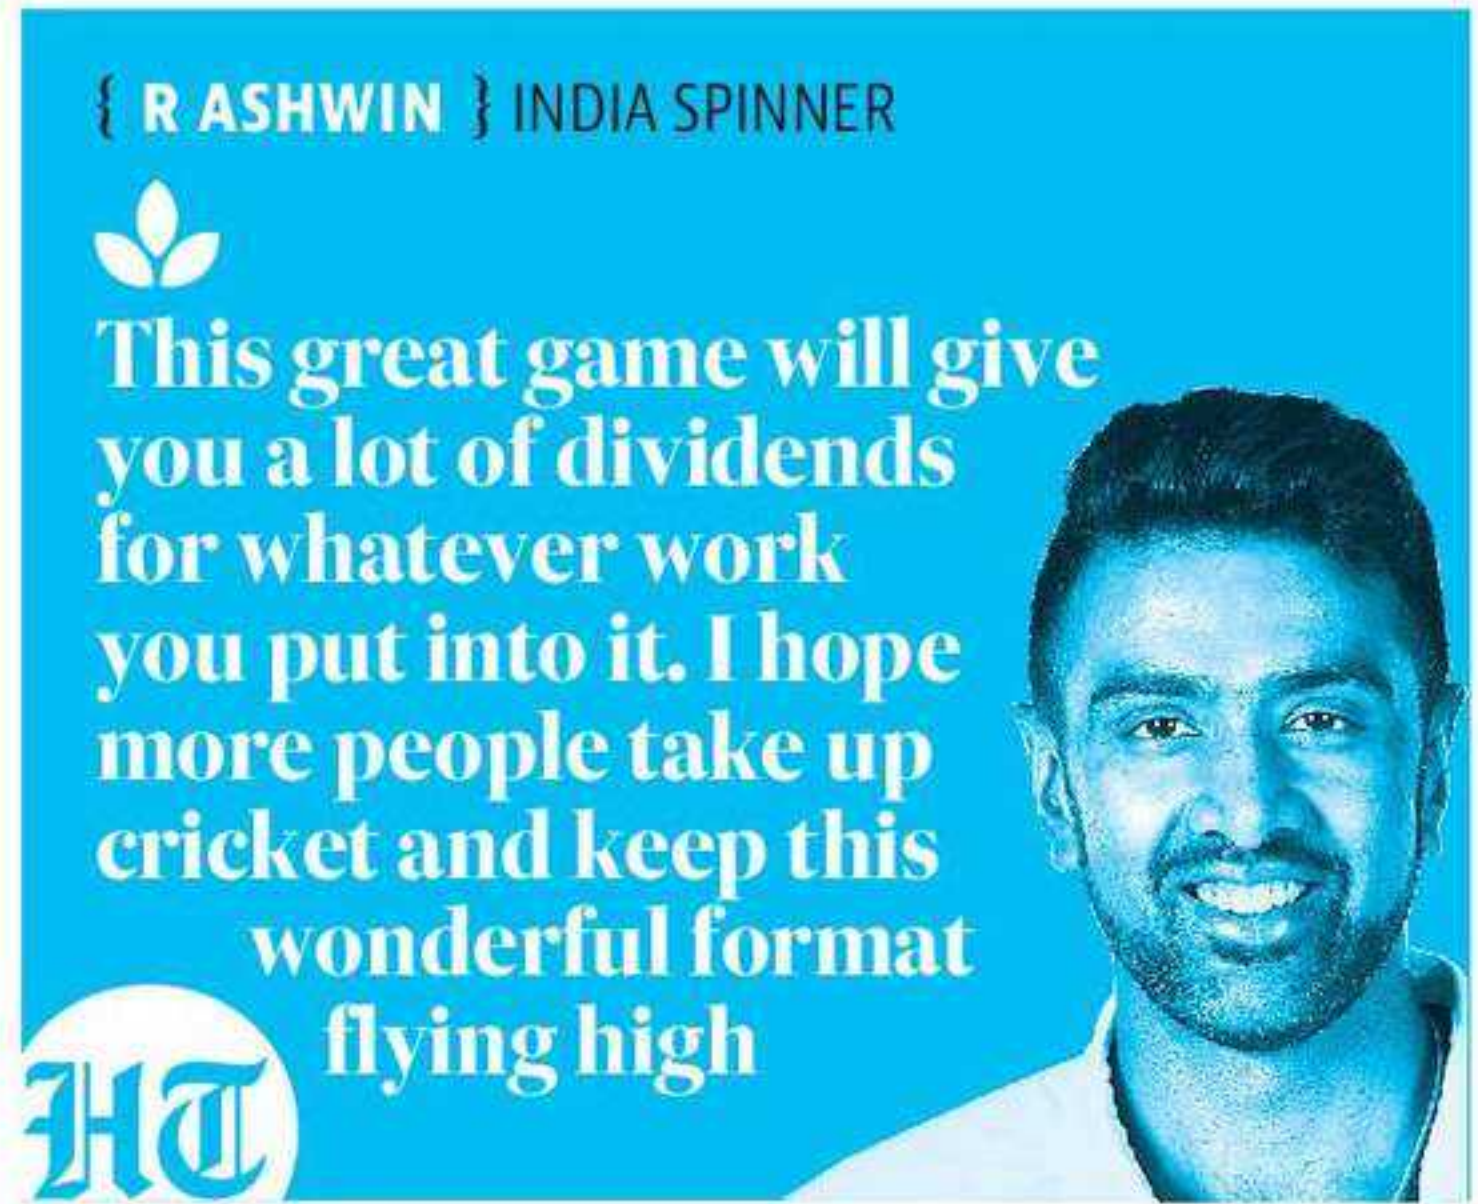 { R ASHWIN } INDIA SPINNER
This great game will give
you a lot of dividends
for whatever work
you put into it. I hope
more people take up
cricket and keep this
wonderful format
flying high
HT